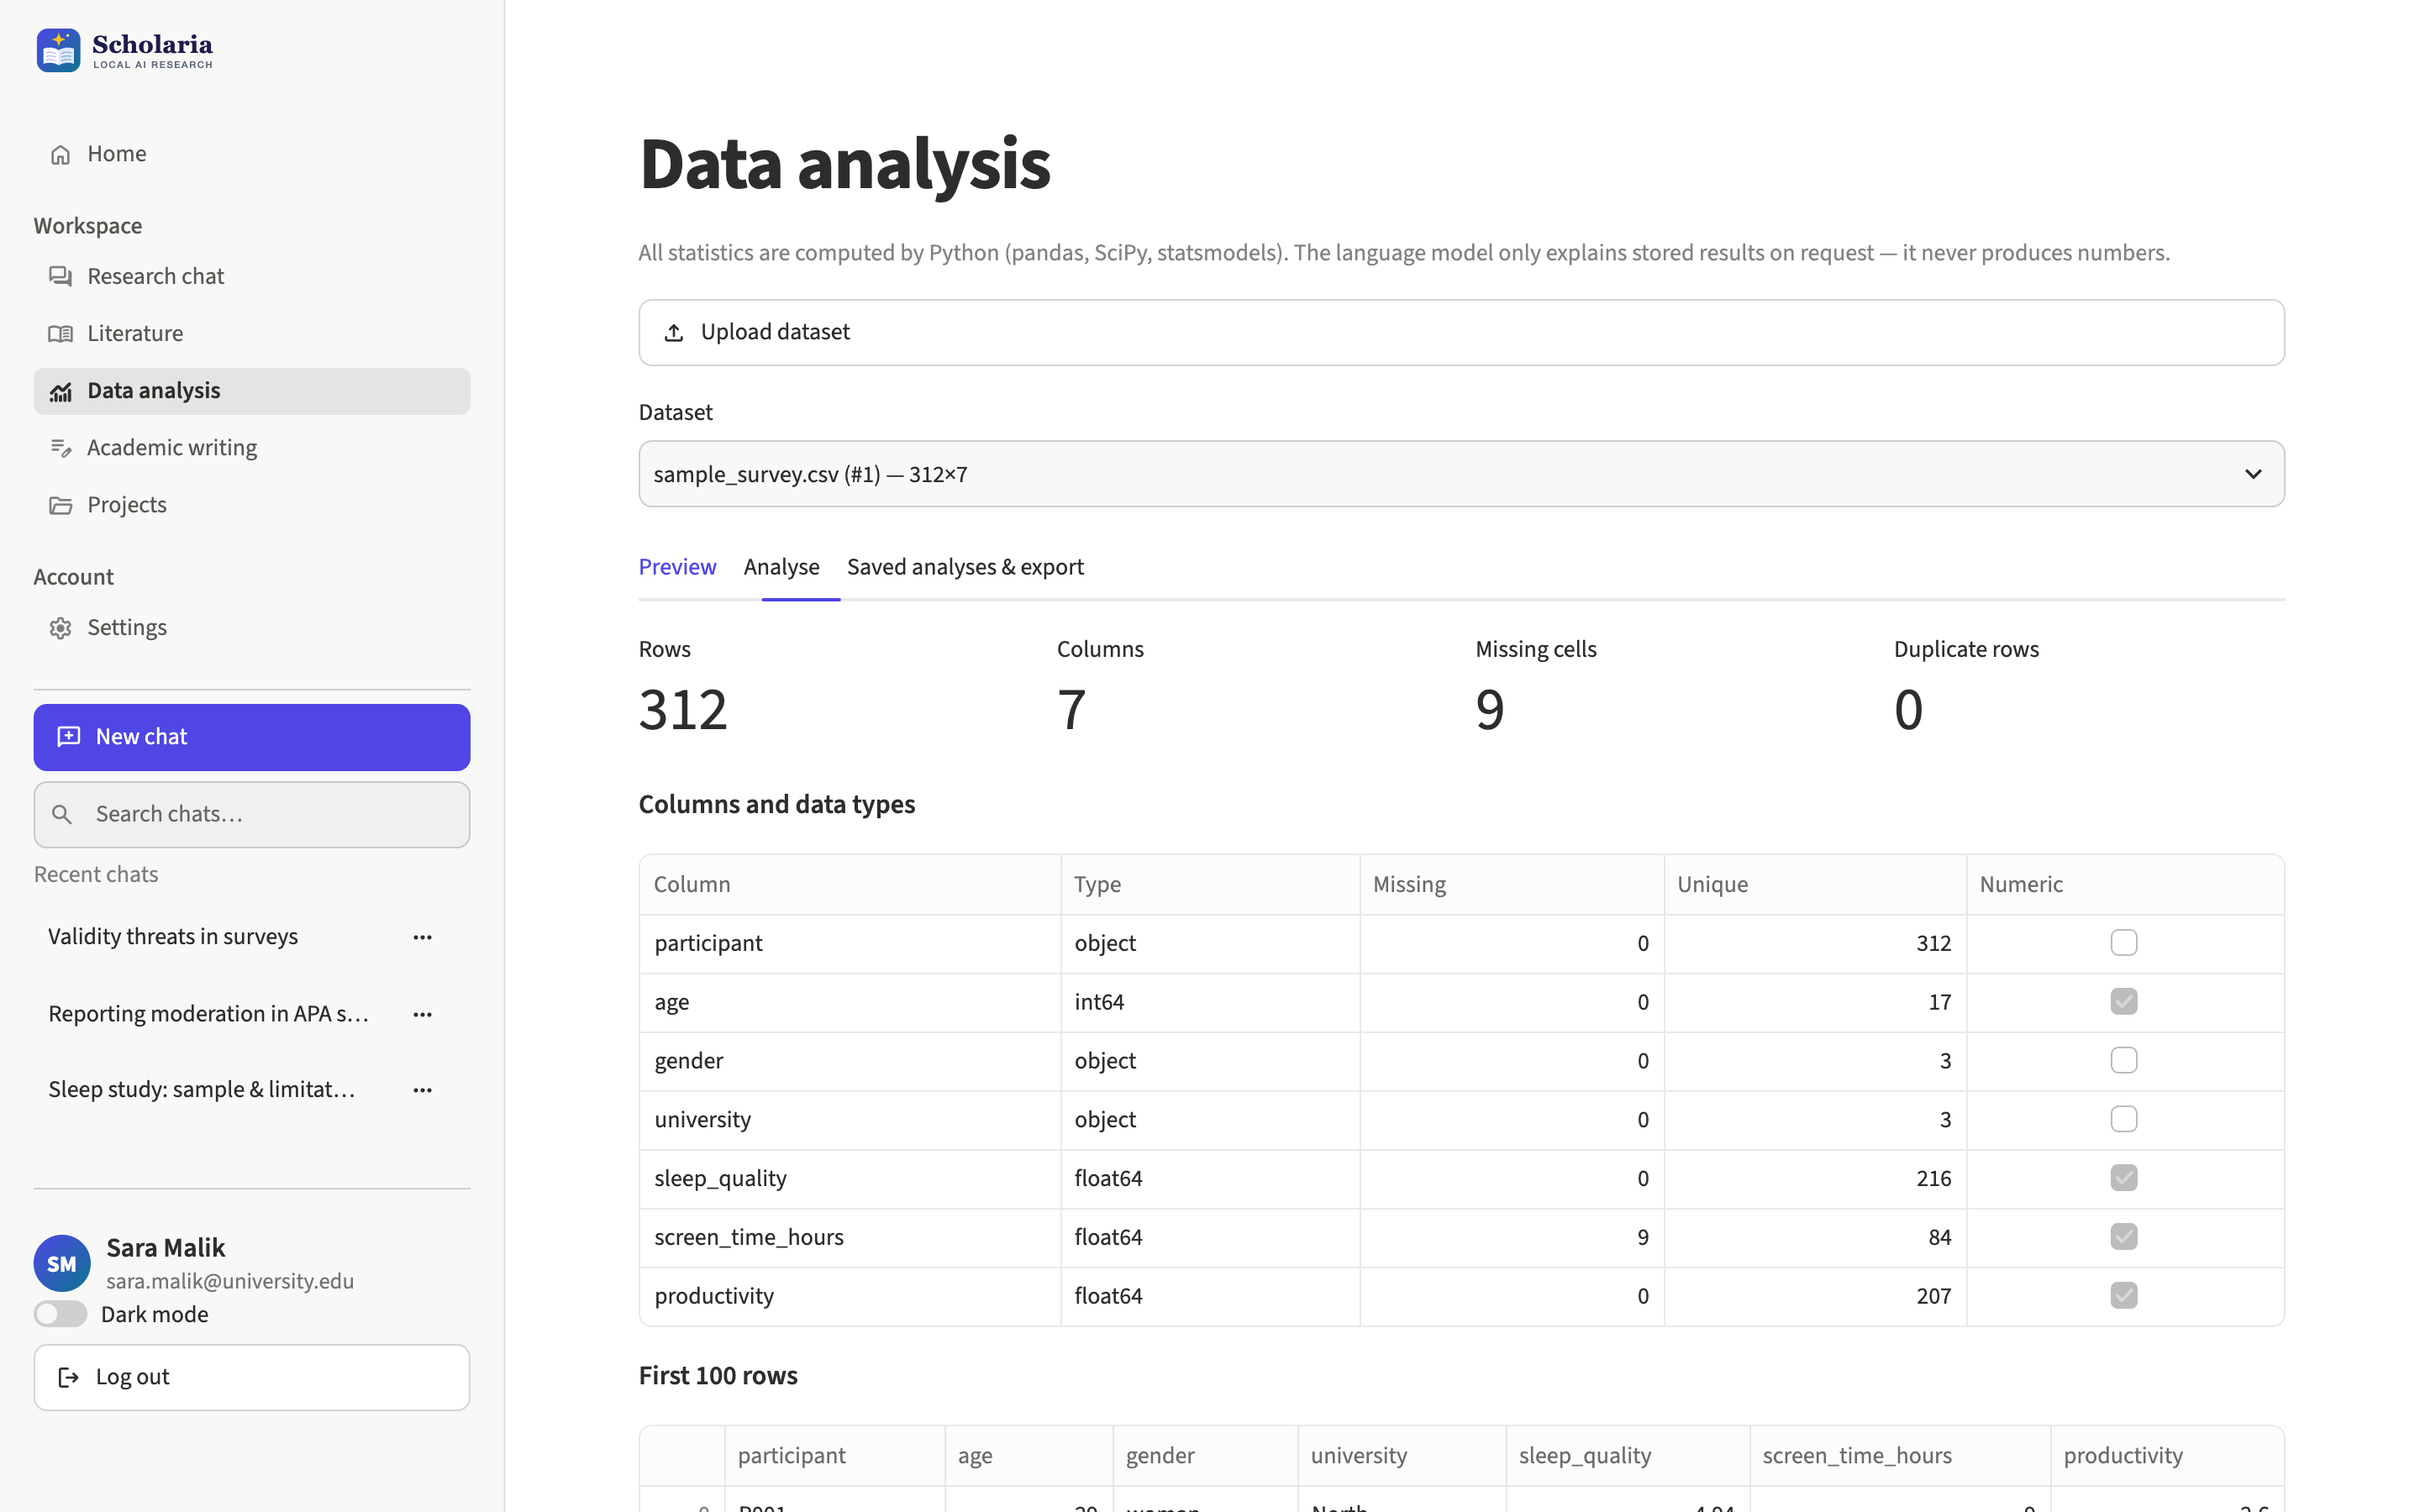 Scholaria
LOCAL AI RESEARCH
Home
Workspace
Research chat
Literature
Data analysis
Academic writing
Projects
Account
Settings
New chat
Search chats…
Recent chats
Validity threats in surveys
Reporting moderation in APA s…
Sleep study: sample & limitat…
SM
Sara Malik
sara.malik@university.edu
Dark mode
Log out
Data analysis
All statistics are computed by Python (pandas, SciPy, statsmodels). The language model only explains stored results on request — it never produces numbers.
Upload dataset
Dataset
sample_survey.csv (#1) — 312×7
Preview Analyse Saved analyses & export
Rows Columns Missing cells Duplicate rows
312 7 9 0
Columns and data types
Column Type Missing Unique Numeric
participant object 0 312
age int64 0 17
gender object 0 3
university object 0 3
sleep_quality float64 0 216
screen_time_hours float64 9 84
productivity float64 0 207
First 100 rows
participant age gender university sleep_quality screen_time_hours productivity